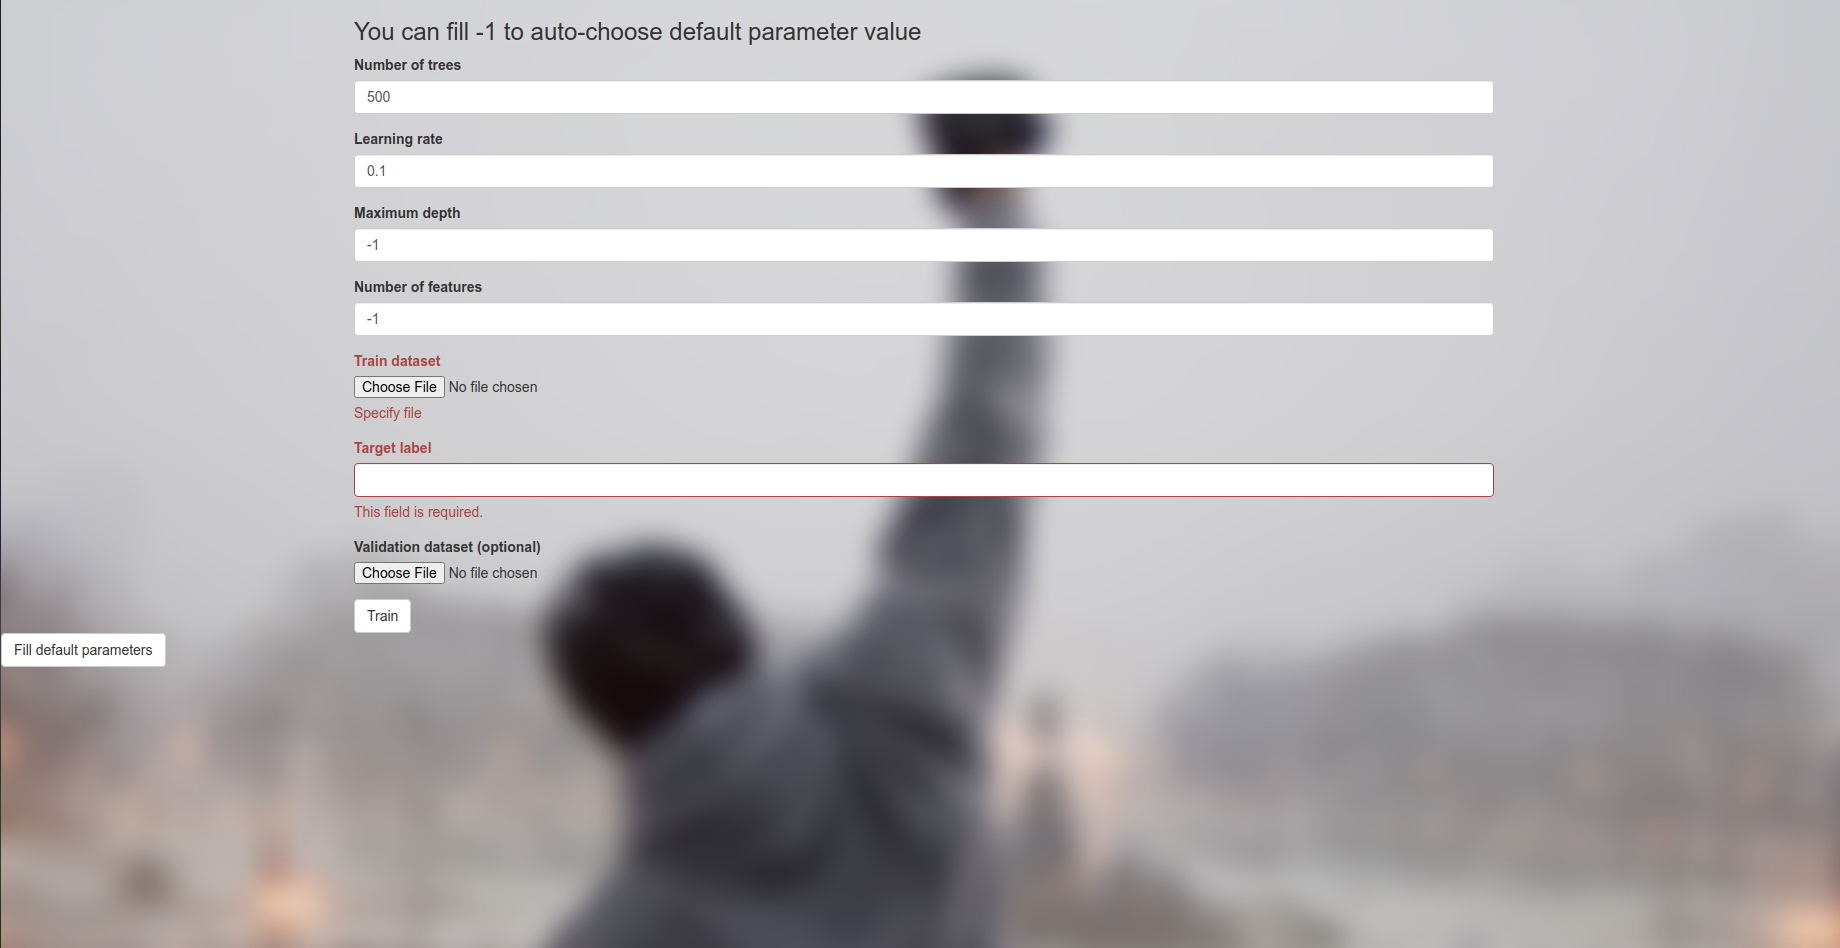 You can fill -1 to auto-choose default parameter value
Number of trees
500
Learning rate
0.1
Maximum depth
-1
Number of features
-1
Train dataset
Choose File No file chosen
Specify file
Target label
This field is required.
Validation dataset (optional)
Choose File No file chosen
Train
Fill default parameters